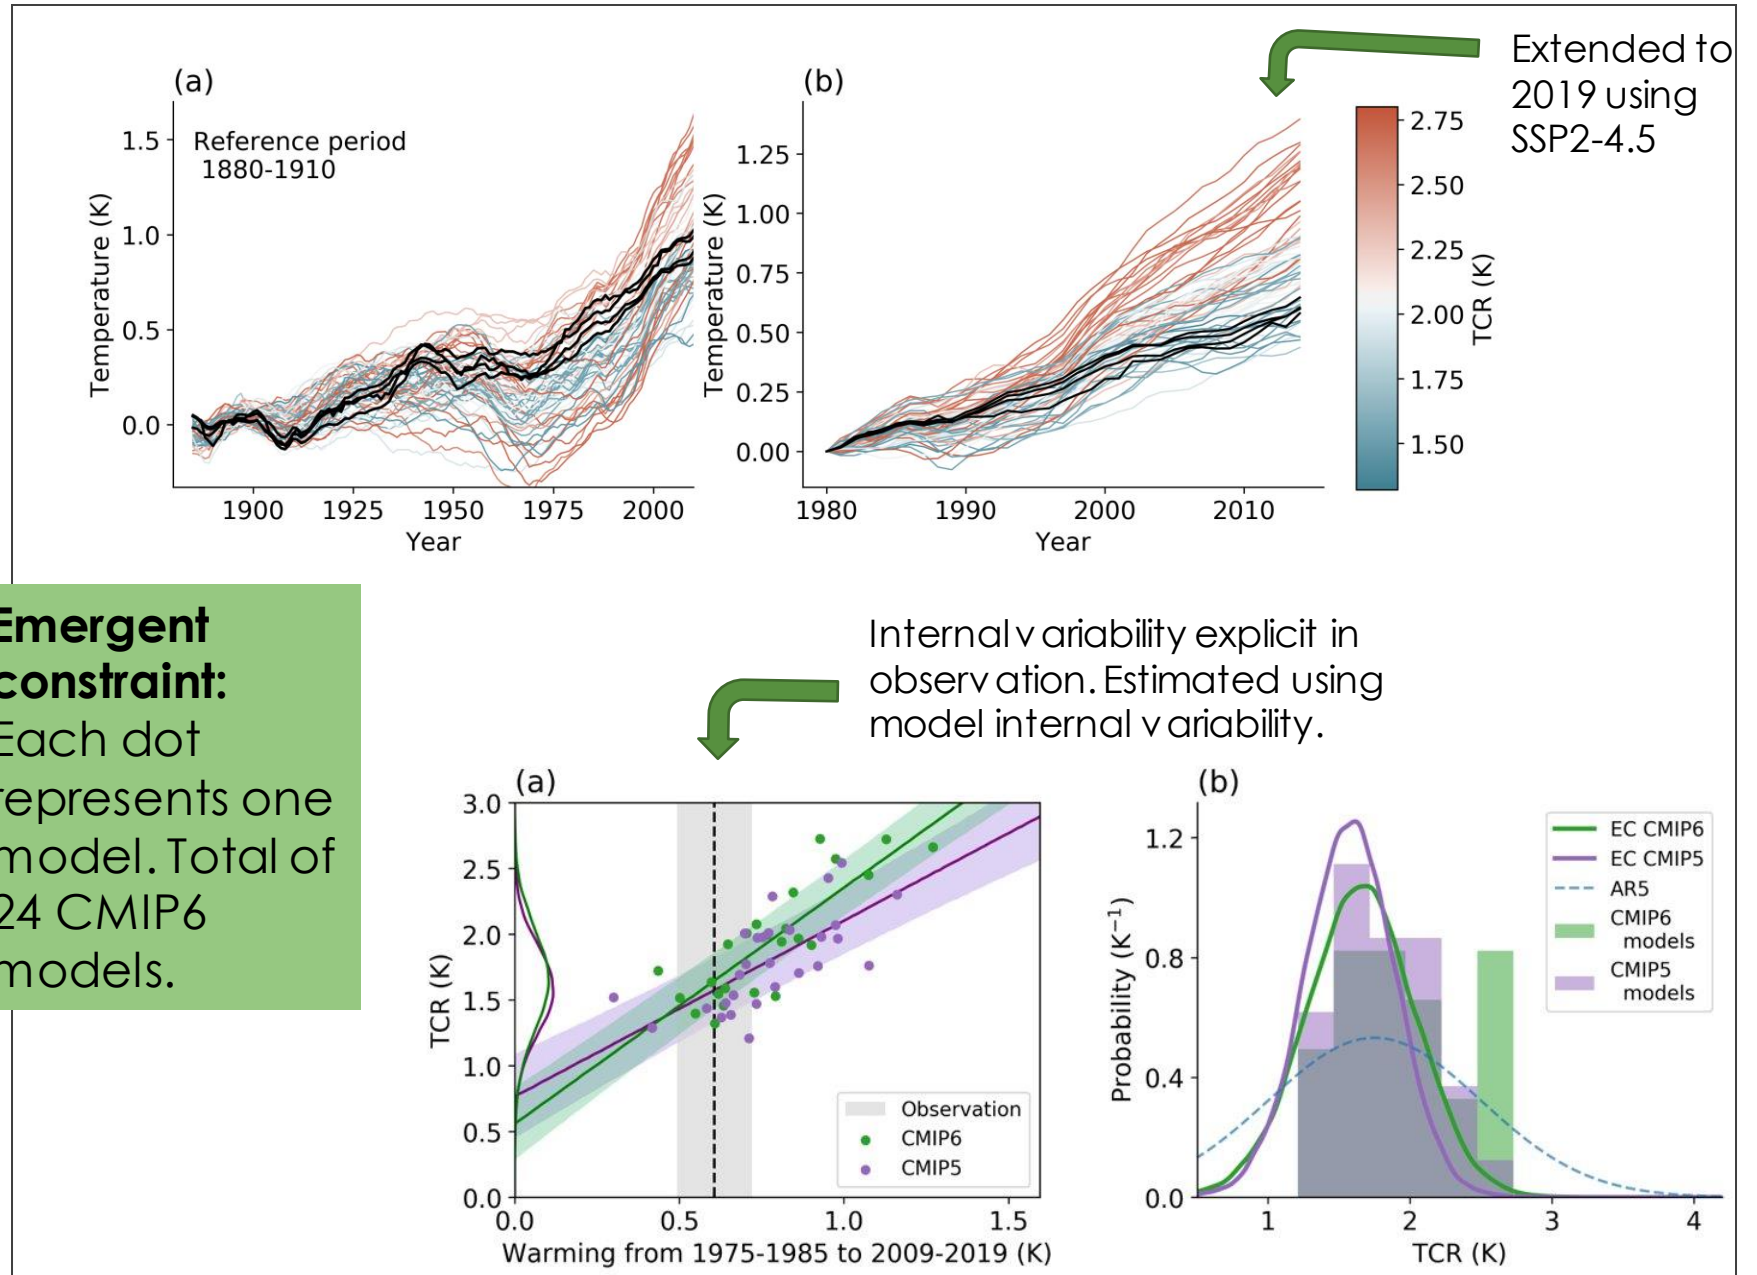 (a)
Reference period
1880-1910
Temperature (K)
1.5
1.0
0.5
0.0
1900 1925 1950 1975 2000
Year
(b)
Temperature (K)
1.25
1.00
0.75
0.50
0.25
0.00
1980 1990 2000 2010
Year
2.75
2.50
2.25
2.00
1.75
1.50
TCR (K)
Extended to
2019 using
SSP2-4.5
Emergent
constraint:
Each dot
represents one
model. Total of
24 CMIP6
models.
Internal variability explicit in
observation. Estimated using
model internal variability.
(a)
TCR (K)
3.0
2.5
2.0
1.5
1.0
0.5
0.0
Observation
CMIP6
CMIP5
0.0 0.5 1.0 1.5
Warming from 1975-1985 to 2009-2019 (K)
(b)
Probability (K⁻¹)
1.2
0.8
0.4
0.0
EC CMIP6
EC CMIP5
AR5
CMIP6
models
CMIP5
models
1 2 3 4
TCR (K)